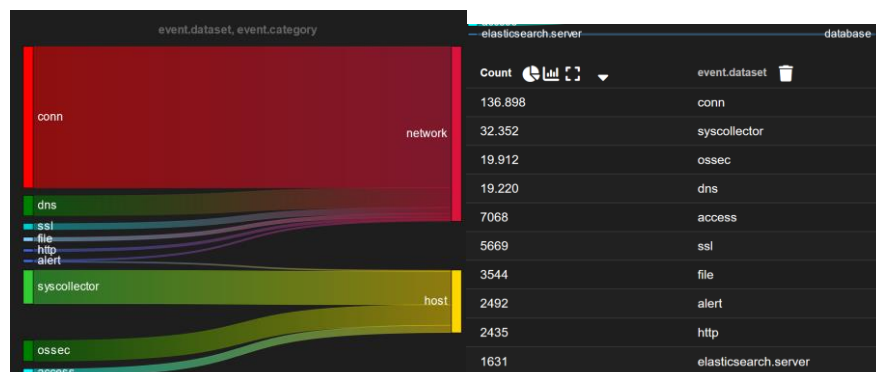 event.dataset, event.category
conn
network
dns
ssl
file
http
alert
syscollector
host
ossec
access
elasticsearch.server database
Count event.dataset
136.898 conn
32.352 syscollector
19.912 ossec
19.220 dns
7068 access
5669 ssl
3544 file
2492 alert
2435 http
1631 elasticsearch.server